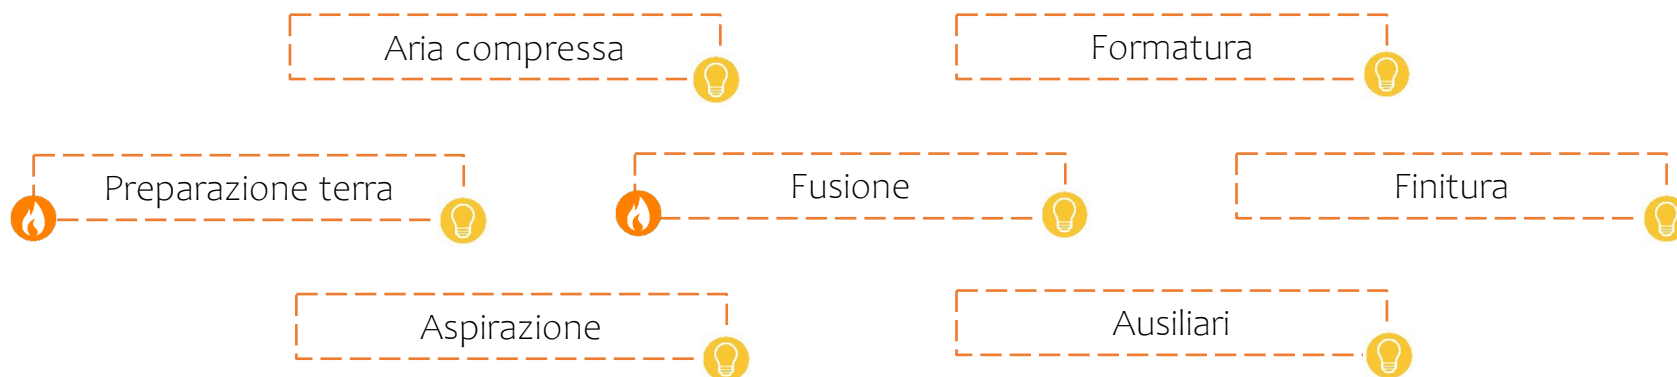 Aria compressa
Formatura
Preparazione terra
Fusione
Finitura
Aspirazione
Ausiliari